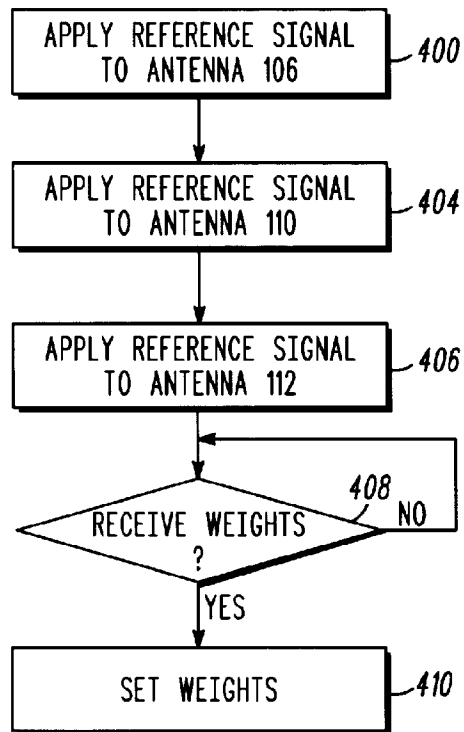 APPLY REFERENCE SIGNAL
TO ANTENNA 106
400
APPLY REFERENCE SIGNAL
TO ANTENNA 110
404
APPLY REFERENCE SIGNAL
TO ANTENNA 112
406
408
RECEIVE WEIGHTS
?
NO
YES
SET WEIGHTS
410